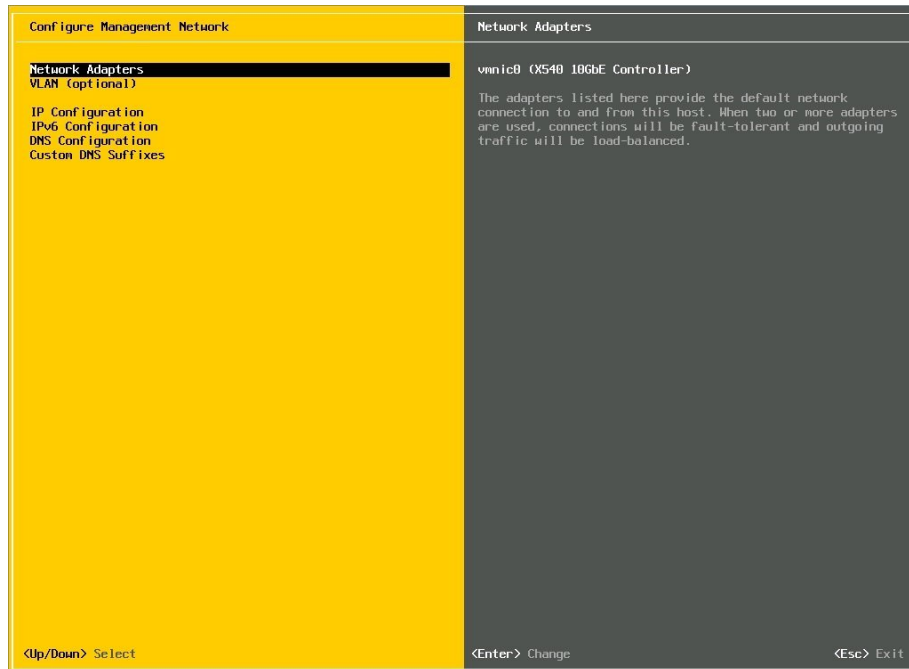 Configure Management Network
Network Adapters
VLAN (optional)
IP Configuration
IPv6 Configuration
DNS Configuration
Custom DNS Suffixes
<Up/Down> Select
Network Adapters
vmnic0 (X540 10GbE Controller)
The adapters listed here provide the default network
connection to and from this host. When two or more adapters
are used, connections will be fault-tolerant and outgoing
traffic will be load-balanced.
<Enter> Change
<Esc> Exit